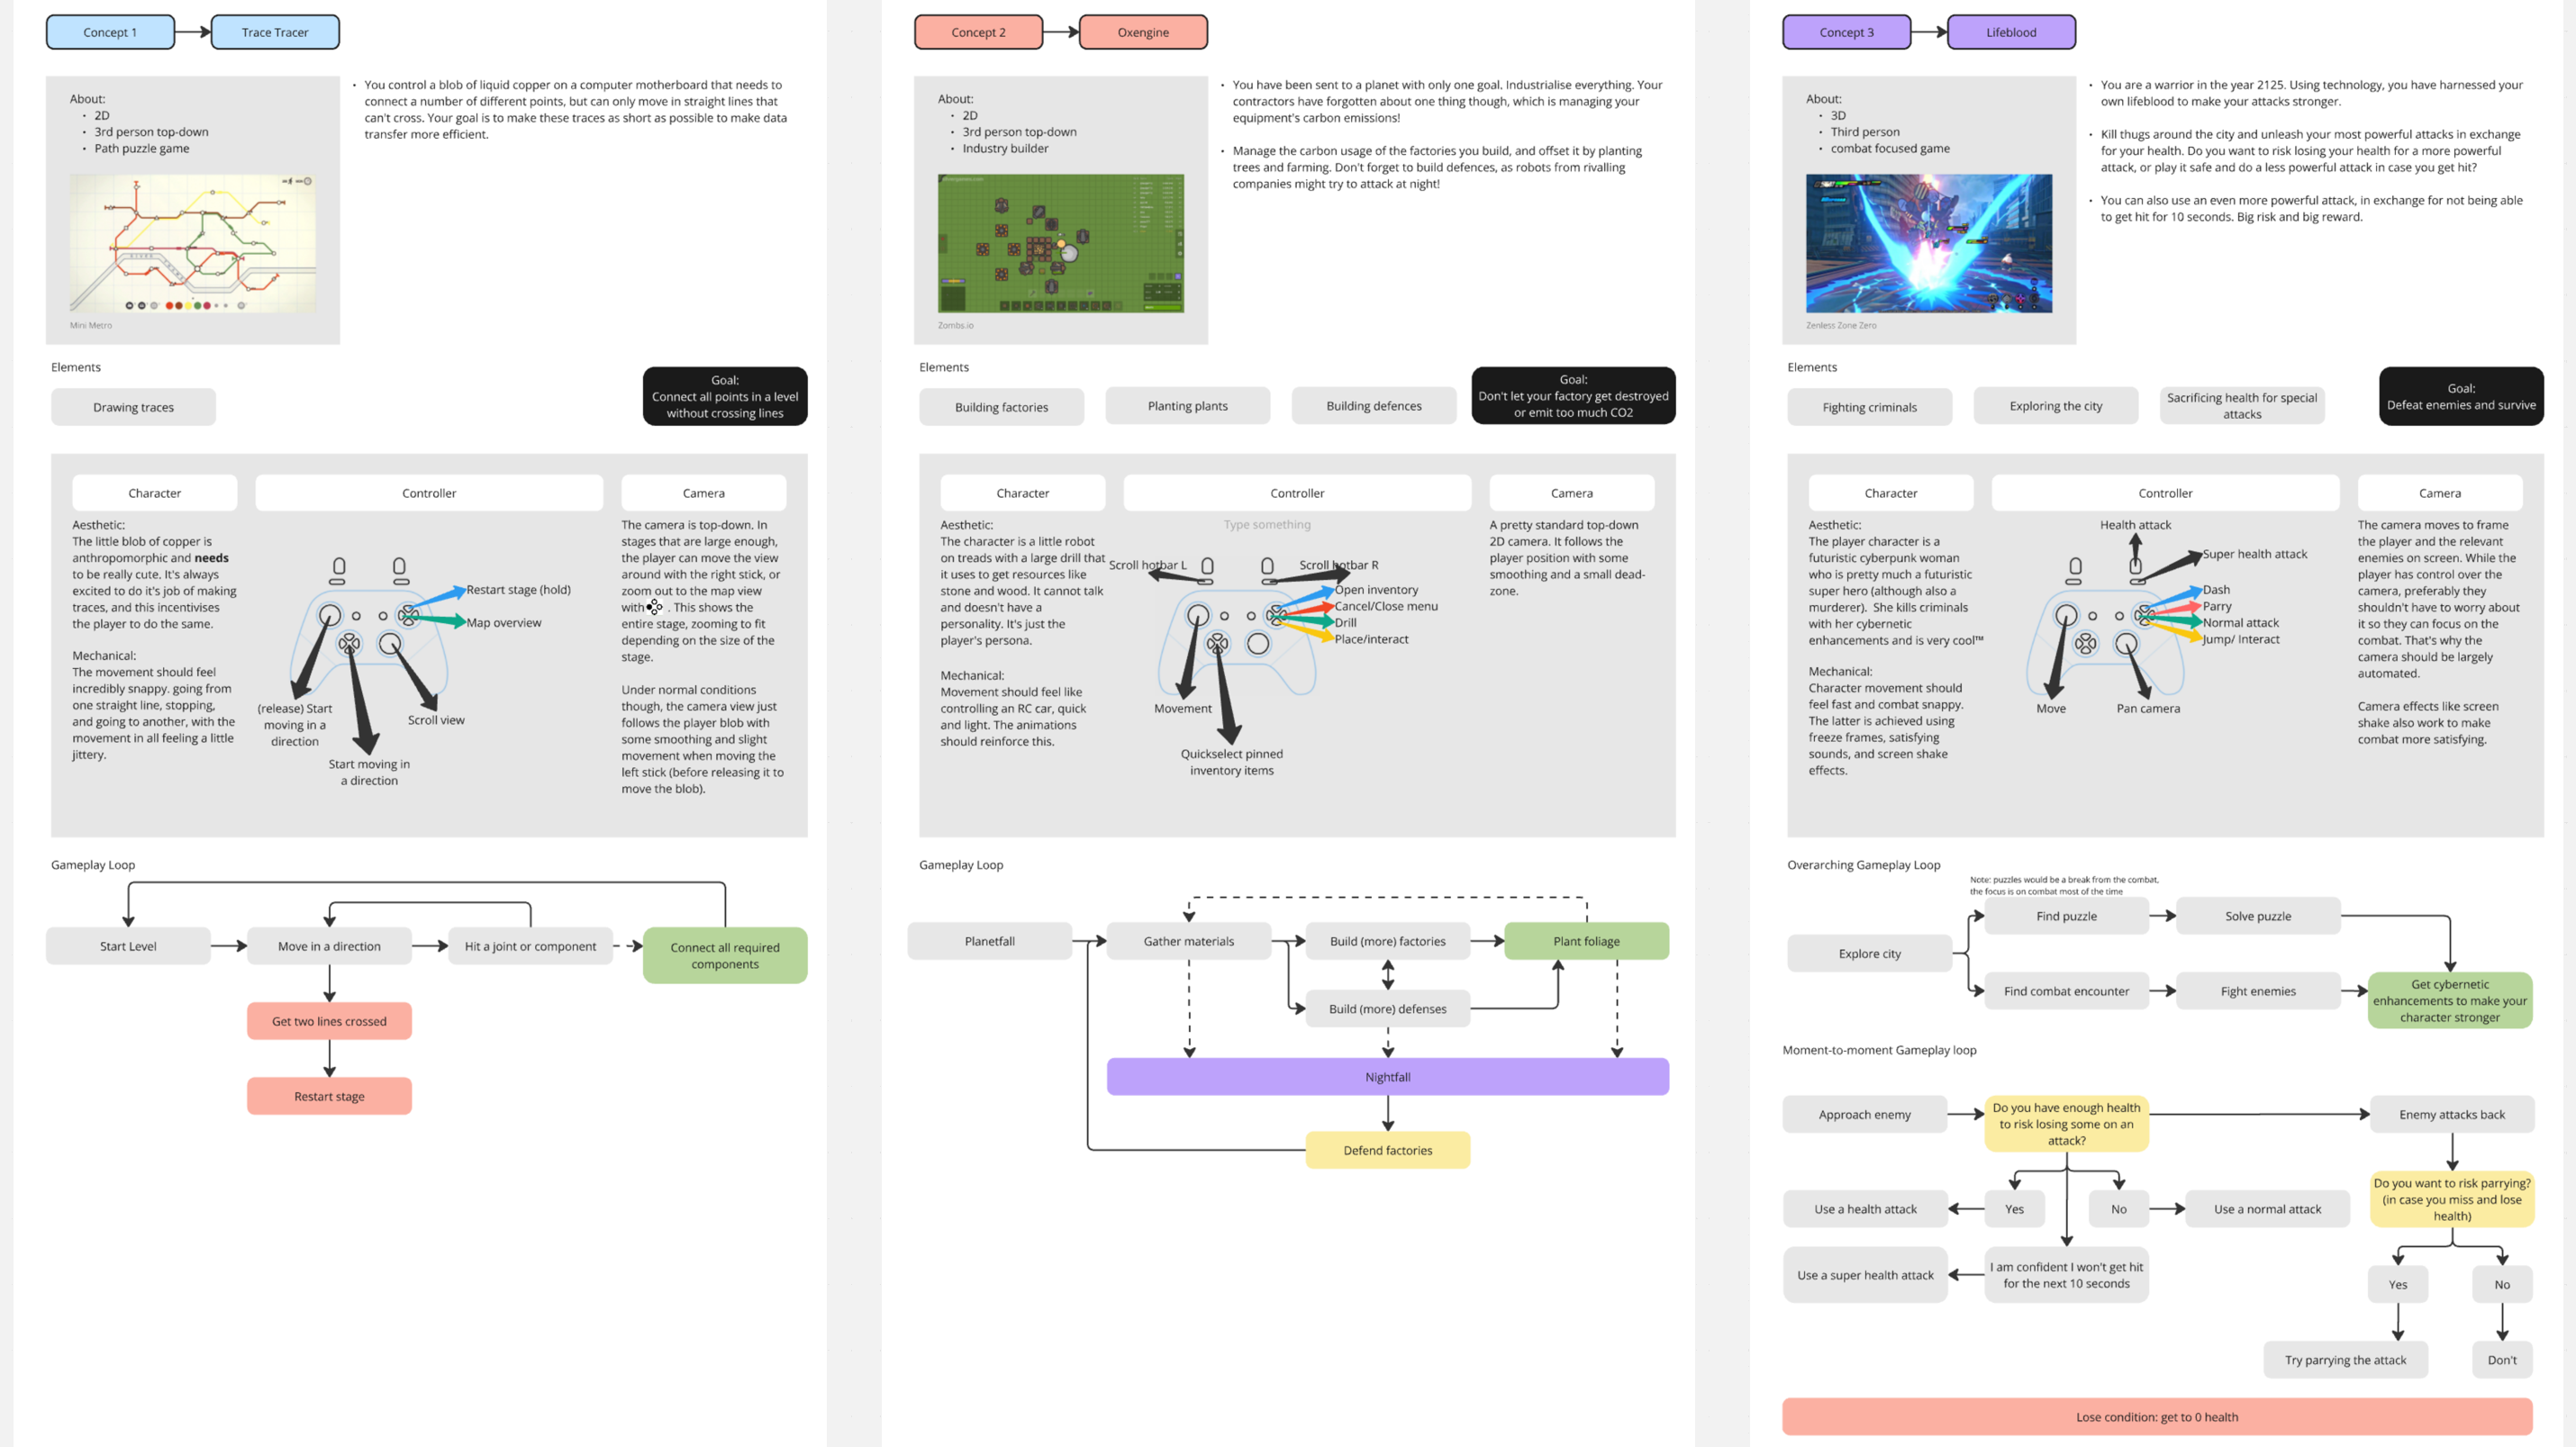 Concept 1
Trace Tracer
About:
• 2D
• 3rd person top-down
• Path puzzle game
Mini Metro
• You control a blob of liquid copper on a computer motherboard that needs to
connect a number of different points, but can only move in straight lines that
can't cross. Your goal is to make these traces as short as possible to make data
transfer more efficient.
Elements
Drawing traces
Goal:
Connect all points in a level
without crossing lines
Character
Aesthetic:
The little blob of copper is
anthropomorphic and needs
to be really cute. It's always
excited to do it's job of making
traces, and this incentivises
the player to do the same.
Mechanical:
The movement should feel
incredibly snappy. going from
one straight line, stopping,
and going to another, with the
movement in all feeling a little
jittery.
Controller
Restart stage (hold)
Map overview
(release) Start
moving in a
direction
Scroll view
Start moving in
a direction
Camera
The camera is top-down. In
stages that are large enough,
the player can move the view
around with the right stick, or
zoom out to the map view
with . This shows the
entire stage, zooming to fit
depending on the size of the
stage.
Under normal conditions
though, the camera view just
follows the player blob with
some smoothing and slight
movement when moving the
left stick (before releasing it to
move the blob).
Gameplay Loop
Start Level
Move in a direction
Hit a joint or component
Connect all required
components
Get two lines crossed
Restart stage
Concept 2
Oxengine
About:
• 2D
• 3rd person top-down
• Industry builder
Zombs.io
• You have been sent to a planet with only one goal. Industrialise everything. Your
contractors have forgotten about one thing though, which is managing your
equipment's carbon emissions!
• Manage the carbon usage of the factories you build, and offset it by planting
trees and farming. Don't forget to build defences, as robots from rivalling
companies might try to attack at night!
Elements
Building factories
Planting plants
Building defences
Goal:
Don't let your factory get destroyed
or emit too much CO2
Character
Aesthetic:
The character is a little robot
on treads with a large drill that
it uses to get resources like
stone and wood. It cannot talk
and doesn't have a
personality. It's just the
player's persona.
Mechanical:
Movement should feel like
controlling an RC car, quick
and light. The animations
should reinforce this.
Controller
Type something
Scroll hotbar L
Scroll hotbar R
Open inventory
Cancel/Close menu
Drill
Place/interact
Movement
Quickselect pinned
inventory items
Camera
A pretty standard top-down
2D camera. It follows the
player position with some
smoothing and a small dead-
zone.
Gameplay Loop
Planetfall
Gather materials
Build (more) factories
Plant foliage
Build (more) defenses
Nightfall
Defend factories
Concept 3
Lifeblood
About:
• 3D
• Third person
• combat focused game
Zenless Zone Zero
• You are a warrior in the year 2125. Using technology, you have harnessed your
own lifeblood to make your attacks stronger.
• Kill thugs around the city and unleash your most powerful attacks in exchange
for your health. Do you want to risk losing your health for a more powerful
attack, or play it safe and do a less powerful attack in case you get hit?
• You can also use an even more powerful attack, in exchange for not being able
to get hit for 10 seconds. Big risk and big reward.
Elements
Fighting criminals
Exploring the city
Sacrificing health for special
attacks
Goal:
Defeat enemies and survive
Character
Aesthetic:
The player character is a
futuristic cyberpunk woman
who is pretty much a futuristic
super hero (although also a
murderer). She kills criminals
with her cybernetic
enhancements and is very cool™
Mechanical:
Character movement should
feel fast and combat snappy.
The latter is achieved using
freeze frames, satisfying
sounds, and screen shake
effects.
Controller
Health attack
Super health attack
Dash
Parry
Normal attack
Jump/ Interact
Move
Pan camera
Camera
The camera moves to frame
the player and the relevant
enemies on screen. While the
player has control over the
camera, preferably they
shouldn't have to worry about
it so they can focus on the
combat. That's why the
camera should be largely
automated.
Camera effects like screen
shake also work to make
combat more satisfying.
Overarching Gameplay Loop
Note: puzzles would be a break from the combat,
the focus is on combat most of the time
Explore city
Find puzzle
Solve puzzle
Find combat encounter
Fight enemies
Get cybernetic
enhancements to make your
character stronger
Moment-to-moment Gameplay loop
Approach enemy
Do you have enough health
to risk losing some on an
attack?
Enemy attacks back
Use a health attack
Yes
No
Use a normal attack
Do you want to risk parrying?
(in case you miss and lose
health)
Use a super health attack
I am confident I won't get hit
for the next 10 seconds
Yes
No
Try parrying the attack
Don't
Lose condition: get to 0 health